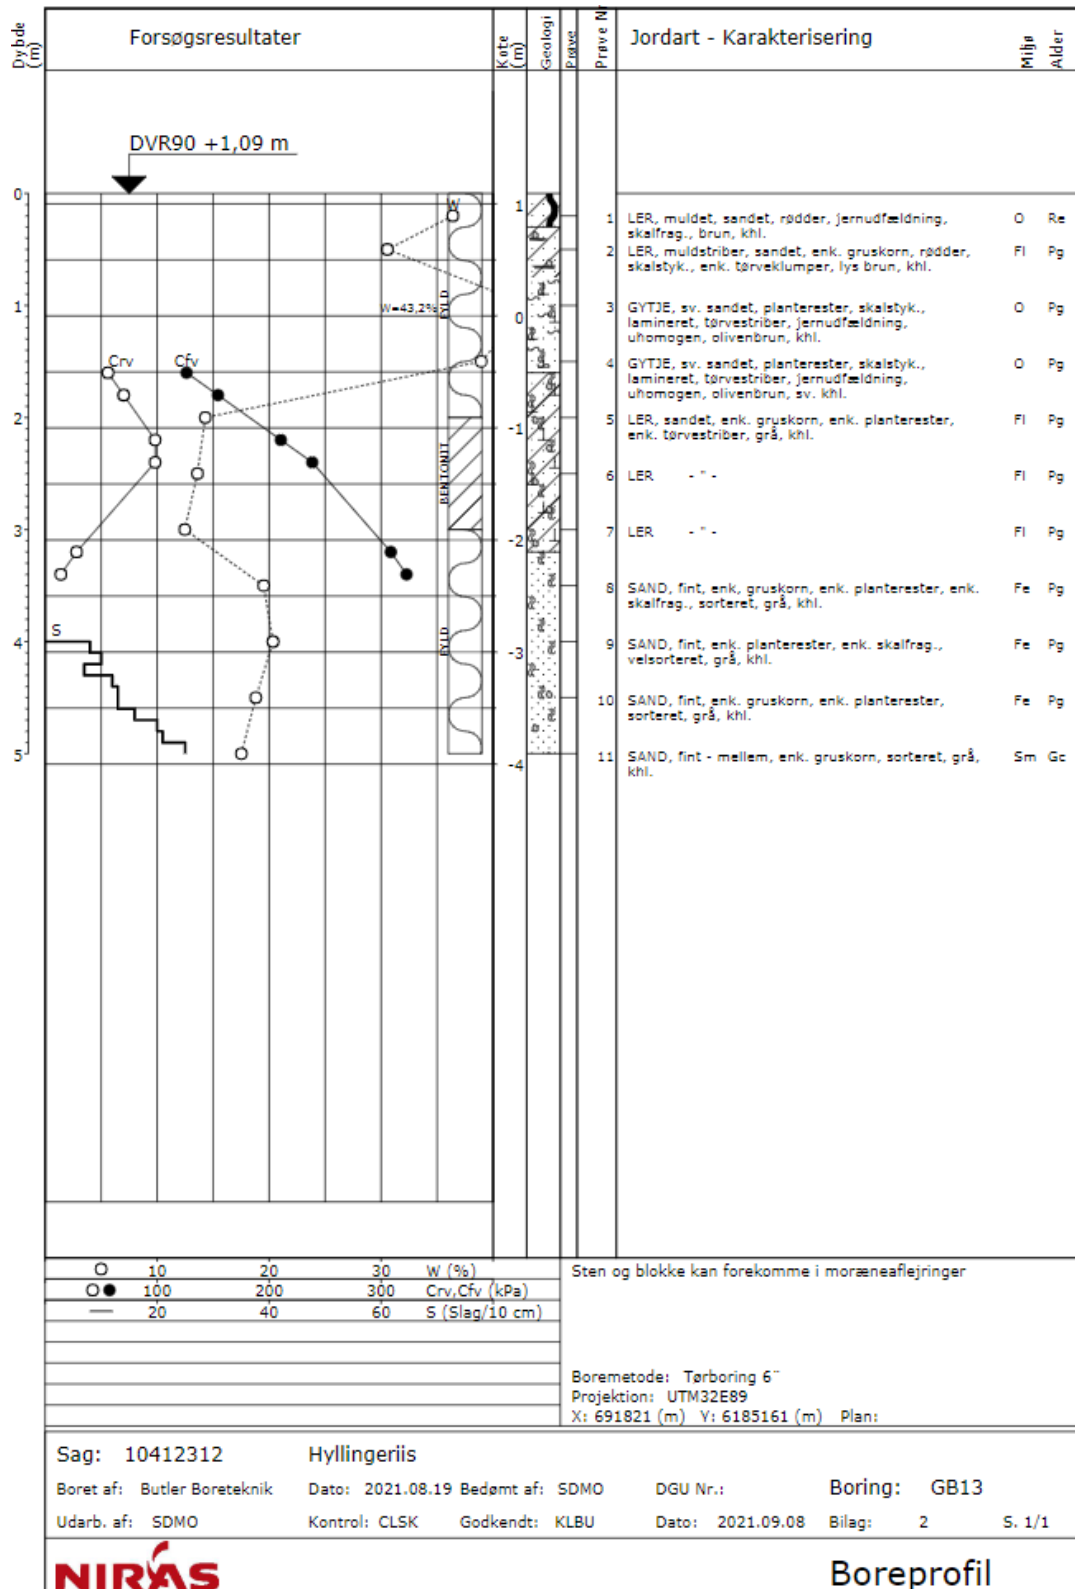 Dybde (m)
Forsøgsresultater
Kote (m)
Geologi
Prøve
Prøve Nr
Jordart - Karakterisering
Miljø
Alder
DVR90 +1,09 m
0
1
2
3
4
5
W
W=43,2%
Crv
Cfv
S
FYLD
BENTONIT
FYLD
1
0
-1
-2
-3
-4
1 LER, muldet, sandet, rødder, jernudfældning, O Re
skalfrag., brun, khl.
2 LER, muldstriber, sandet, enk. gruskorn, rødder, Fl Pg
skalstyk., enk. tørveklumper, lys brun, khl.
3 GYTJE, sv. sandet, planterester, skalstyk., O Pg
lamineret, tørvestriber, jernudfældning,
uhomogen, olivenbrun, khl.
4 GYTJE, sv. sandet, planterester, skalstyk., O Pg
lamineret, tørvestriber, jernudfældning,
uhomogen, olivenbrun, sv. khl.
5 LER, sandet, enk. gruskorn, enk. planterester, Fl Pg
enk. tørvestriber, grå, khl.
6 LER - " - Fl Pg
7 LER - " - Fl Pg
8 SAND, fint, enk, gruskorn, enk. planterester, enk. Fe Pg
skalfrag., sorteret, grå, khl.
9 SAND, fint, enk. planterester, enk. skalfrag., Fe Pg
velsorteret, grå, khl.
10 SAND, fint, enk. gruskorn, enk. planterester, Fe Pg
sorteret, grå, khl.
11 SAND, fint - mellem, enk. gruskorn, sorteret, grå, Sm Gc
khl.
10 20 30 W (%)
100 200 300 Crv,Cfv (kPa)
20 40 60 S (Slag/10 cm)
Sten og blokke kan forekomme i moræneaflejringer
Boremetode: Tørboring 6"
Projektion: UTM32E89
X: 691821 (m) Y: 6185161 (m) Plan:
Sag: 10412312 Hyllingeriis
Boret af: Butler Boreteknik Dato: 2021.08.19 Bedømt af: SDMO DGU Nr.: Boring: GB13
Udarb. af: SDMO Kontrol: CLSK Godkendt: KLBU Dato: 2021.09.08 Bilag: 2 S. 1/1
NIRAS
Boreprofil